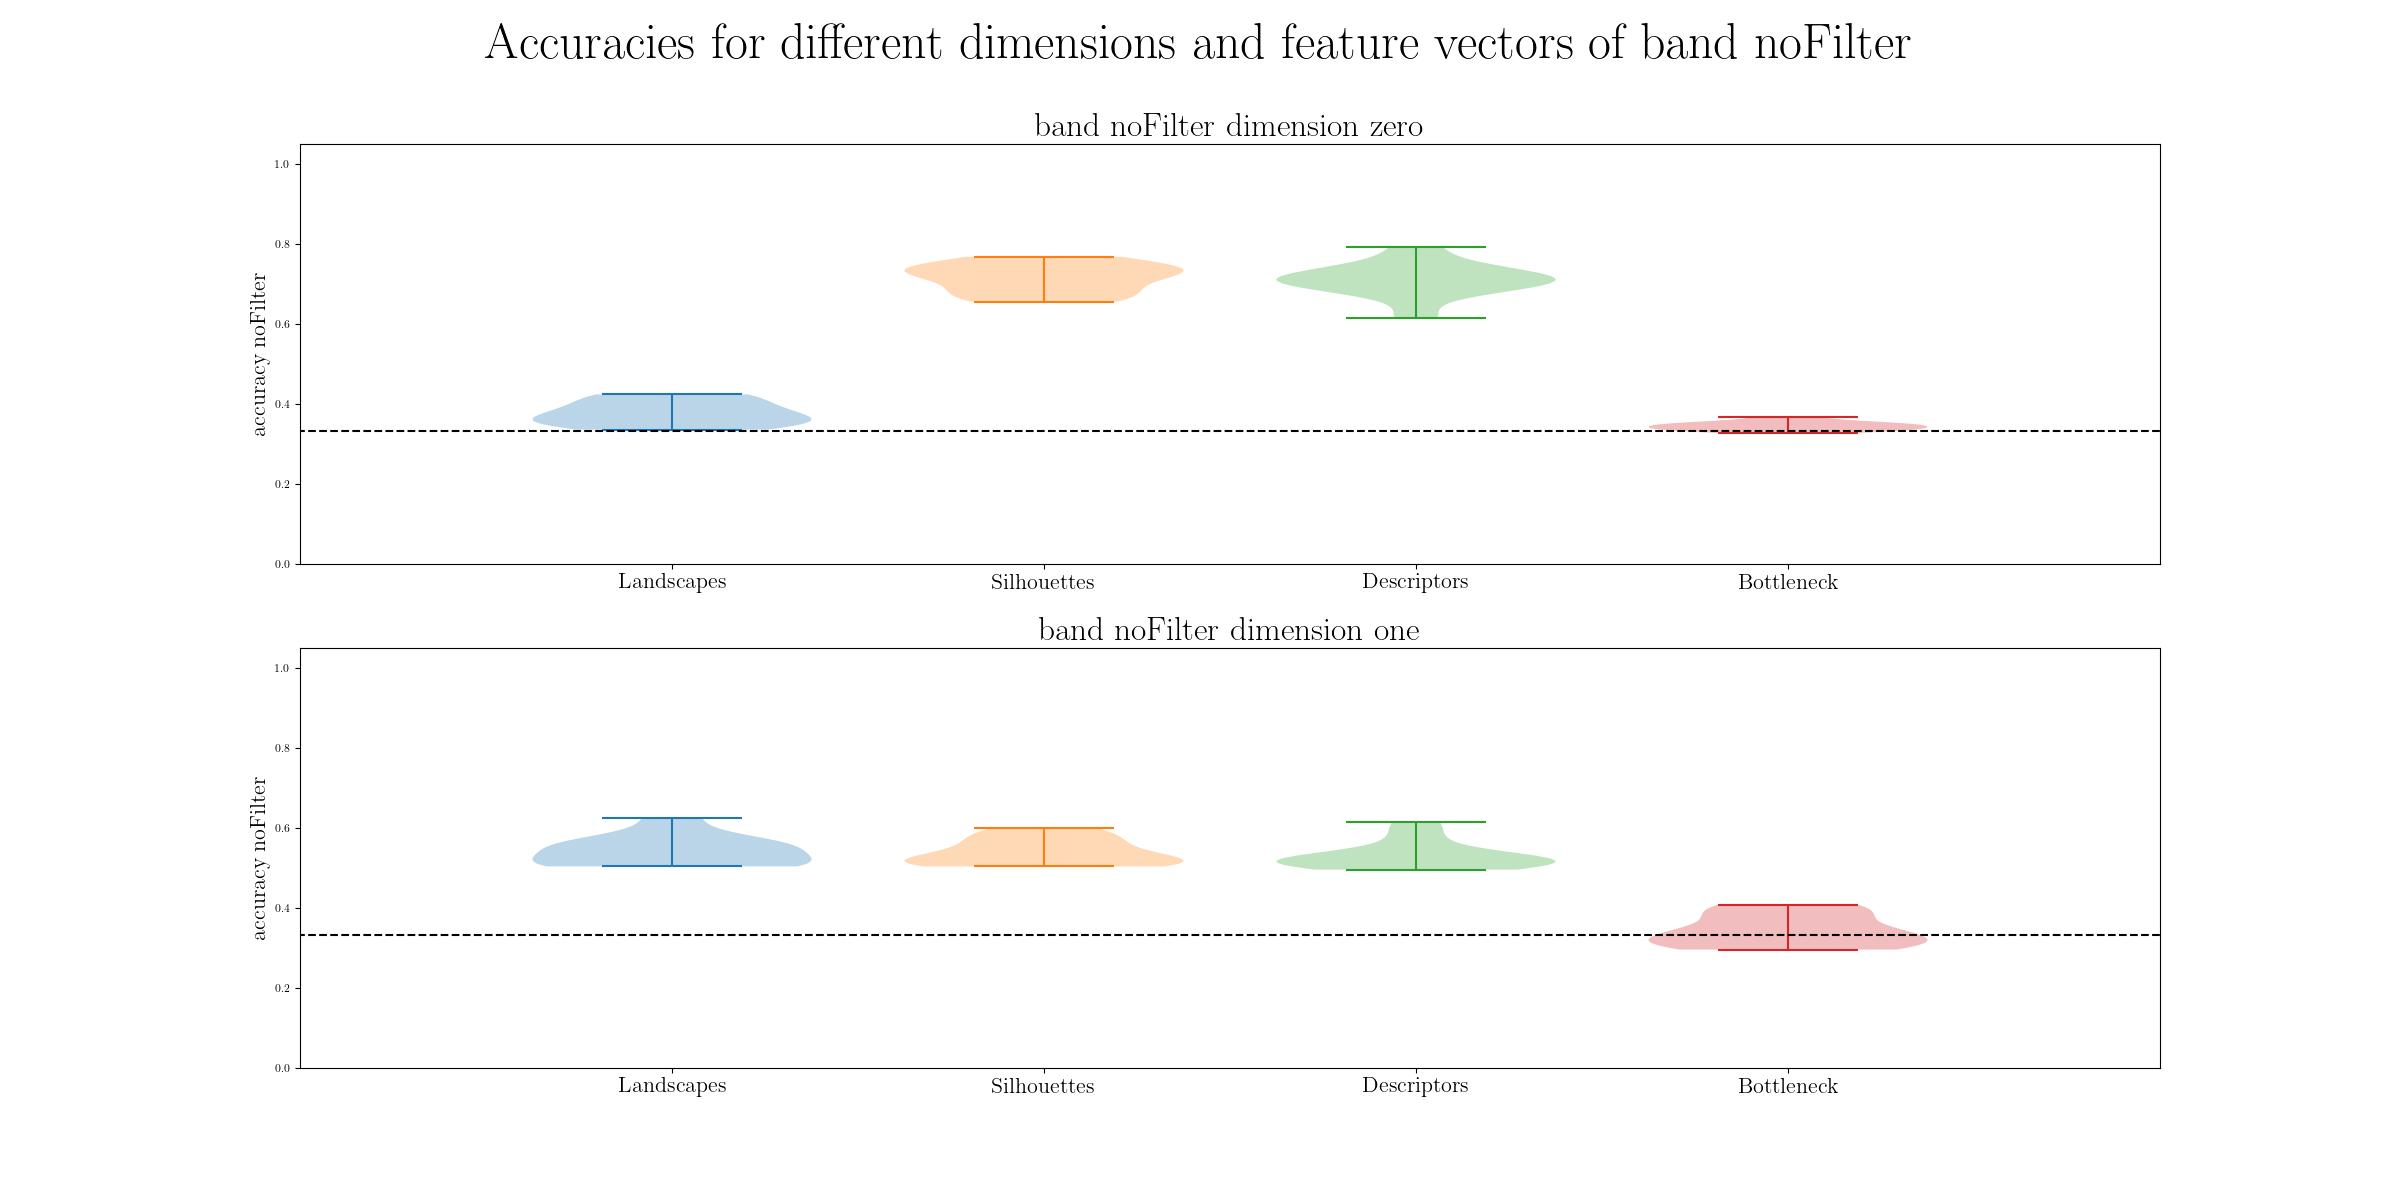 Accuracies for different dimensions and feature vectors of band noFilter
band noFilter dimension zero
accuracy noFilter
1.0
0.8
0.6
0.4
0.2
0.0
Landscapes Silhouettes Descriptors Bottleneck
band noFilter dimension one
accuracy noFilter
1.0
0.8
0.6
0.4
0.2
0.0
Landscapes Silhouettes Descriptors Bottleneck